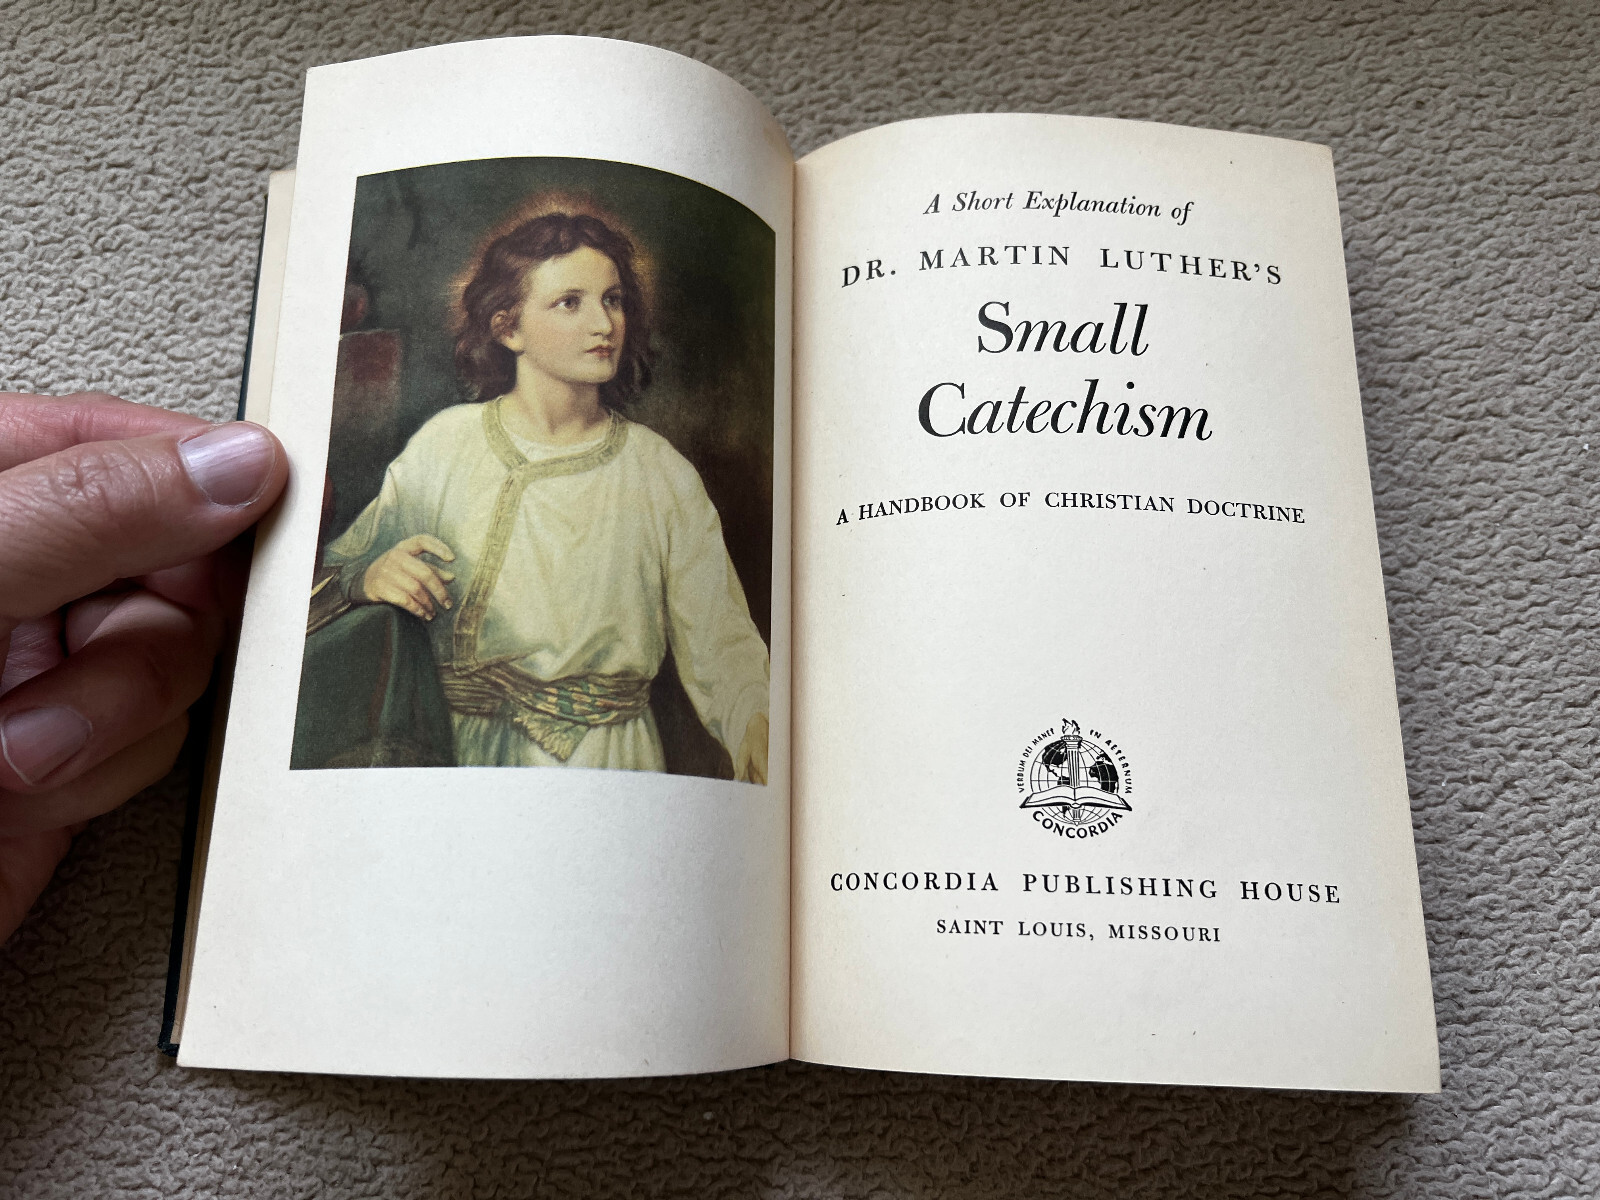 A Short Explanation of
DR. MARTIN LUTHER'S
Small
Catechism
A HANDBOOK OF CHRISTIAN DOCTRINE
VERBUM DEI MANET IN AETERNUM
CONCORDIA
CONCORDIA PUBLISHING HOUSE
SAINT LOUIS, MISSOURI